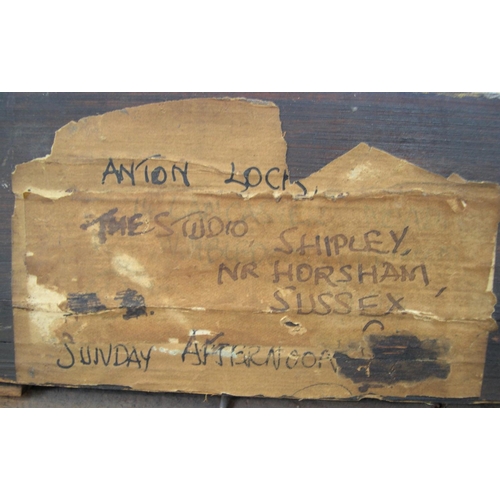 ANTON LOCK,
THE STUDIO, SHIPLEY,
NR HORSHAM,
SUSSEX
SUNDAY AFTERNOON